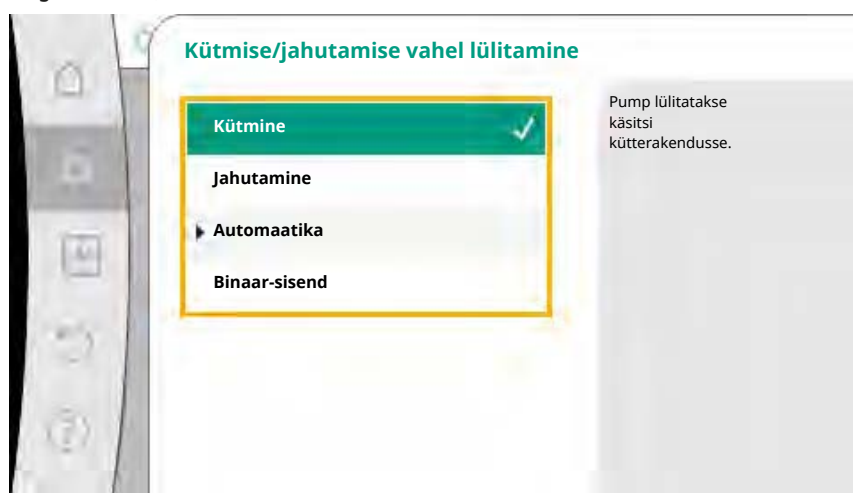 Kütmise/jahutamise vahel lülitamine
Kütmine
Jahutamine
Automaatika
Binaar-sisend
Pump lülitatakse
käsitsi
kütterakendusse.